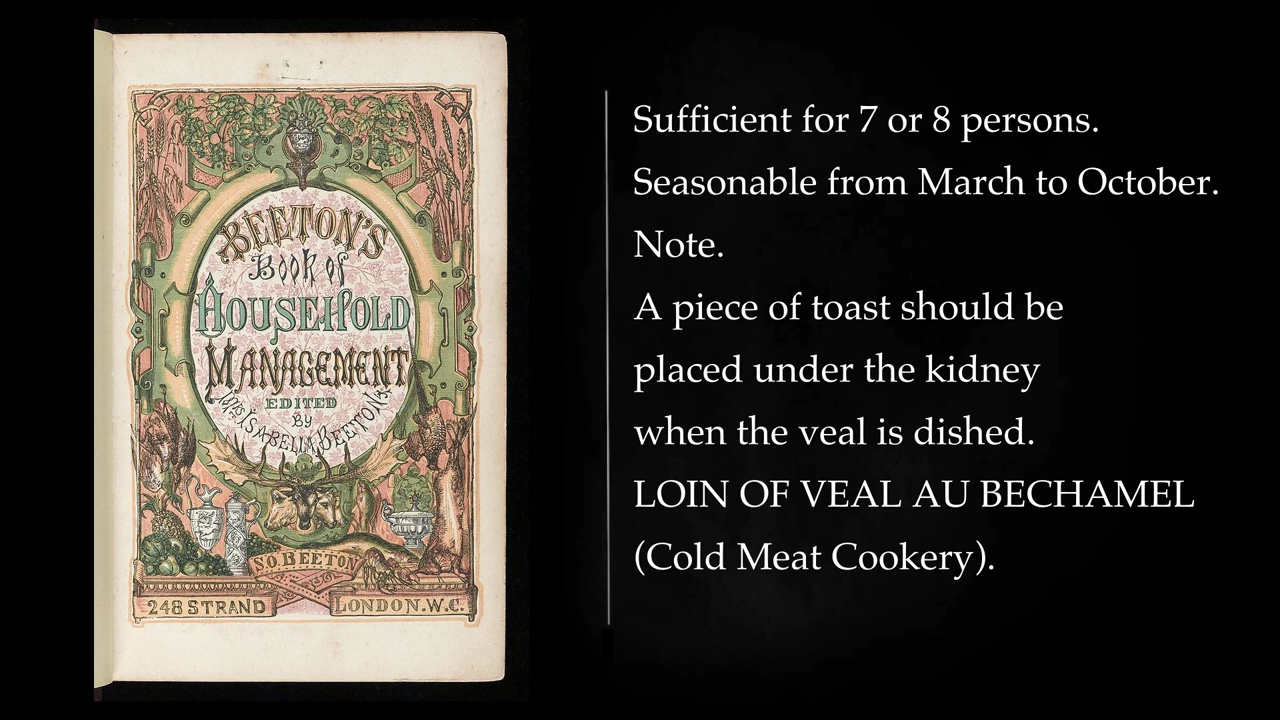 BEETON'S
Book of
HOUSEHOLD
MANAGEMENT
EDITED
BY
MRS ISABELLA BEETON
S.O. BEETON
248 STRAND
LONDON. W.C.
Sufficient for 7 or 8 persons.
Seasonable from March to October.
Note.
A piece of toast should be
placed under the kidney
when the veal is dished.
LOIN OF VEAL AU BECHAMEL
(Cold Meat Cookery).